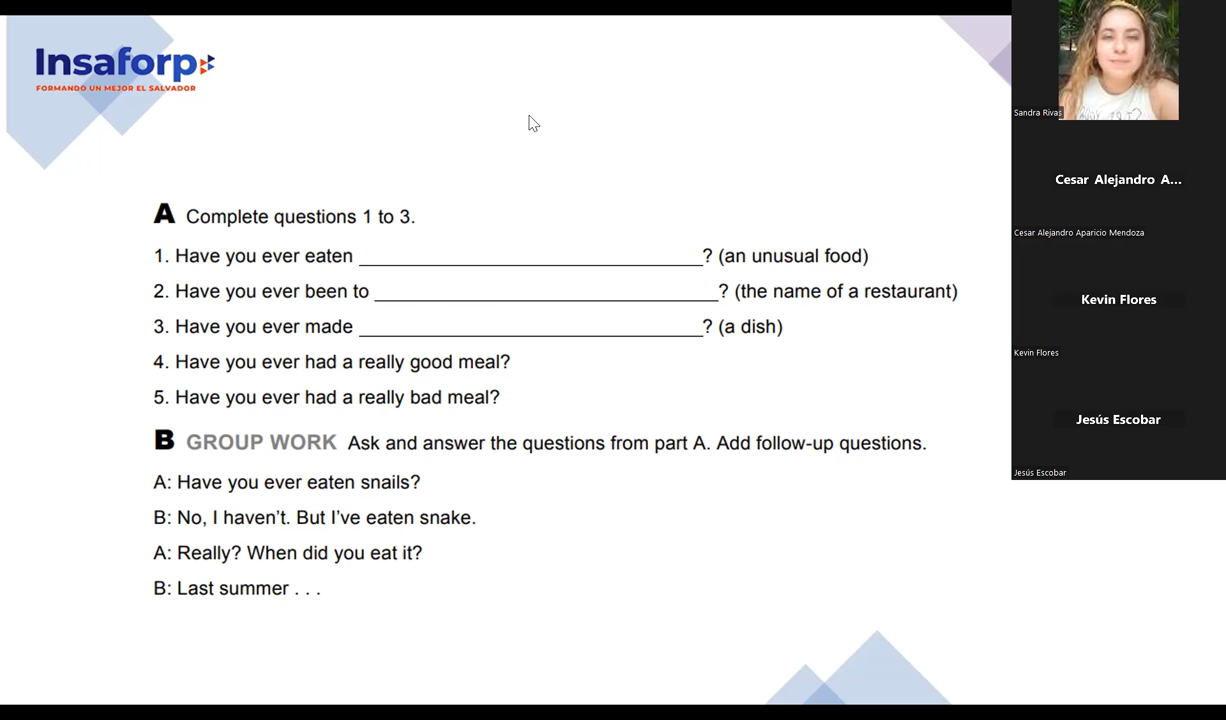 Insaforp
FORMANDO UN MEJOR EL SALVADOR
A Complete questions 1 to 3.
1. Have you ever eaten ________________________________? (an unusual food)
2. Have you ever been to ________________________________? (the name of a restaurant)
3. Have you ever made ________________________________? (a dish)
4. Have you ever had a really good meal?
5. Have you ever had a really bad meal?
B GROUP WORK Ask and answer the questions from part A. Add follow-up questions.
A: Have you ever eaten snails?
B: No, I haven’t. But I’ve eaten snake.
A: Really? When did you eat it?
B: Last summer . . .
Sandra Rivas
Cesar Alejandro A...
Cesar Alejandro Aparicio Mendoza
Kevin Flores
Kevin Flores
Jesús Escobar
Jesús Escobar